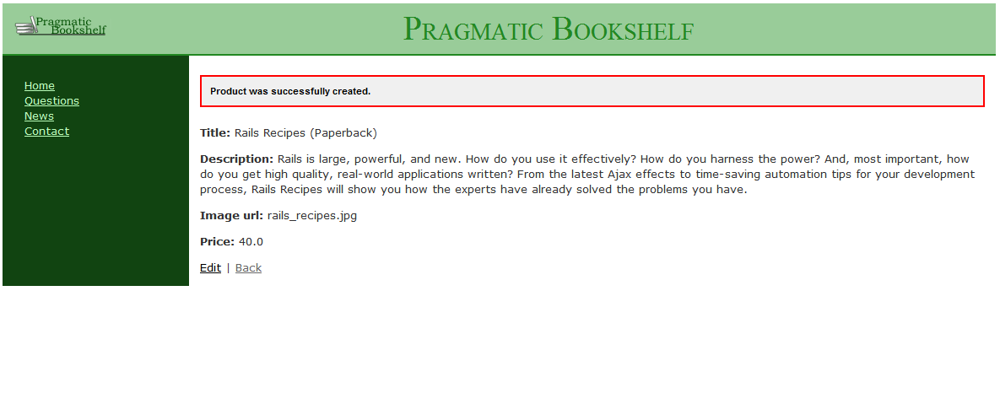 Pragmatic
Bookshelf
PRAGMATIC BOOKSHELF
Home
Questions
News
Contact
Product was successfully created.
Title: Rails Recipes (Paperback)
Description: Rails is large, powerful, and new. How do you use it effectively? How do you harness the power? And, most important, how
do you get high quality, real-world applications written? From the latest Ajax effects to time-saving automation tips for your development
process, Rails Recipes will show you how the experts have already solved the problems you have.
Image url: rails_recipes.jpg
Price: 40.0
Edit | Back